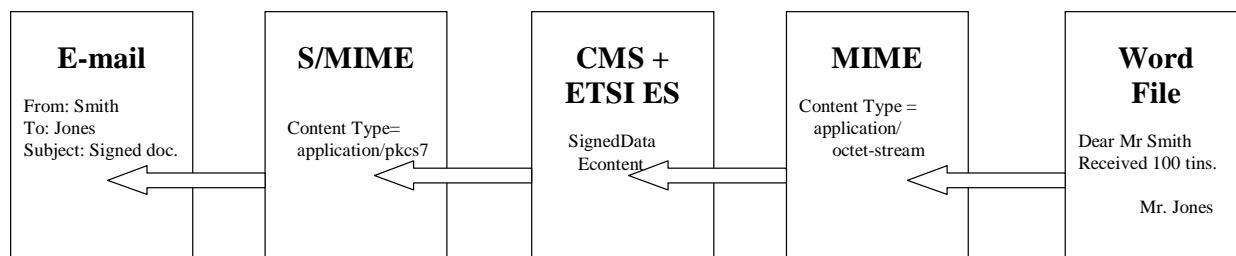 E-mail
From: Smith
To: Jones
Subject: Signed doc.
S/MIME
Content Type=
application/pkcs7
CMS +
ETSI ES
SignedData
Econtent
MIME
Content Type =
application/
octet-stream
Word
File
Dear Mr Smith
Received 100 tins.
Mr. Jones